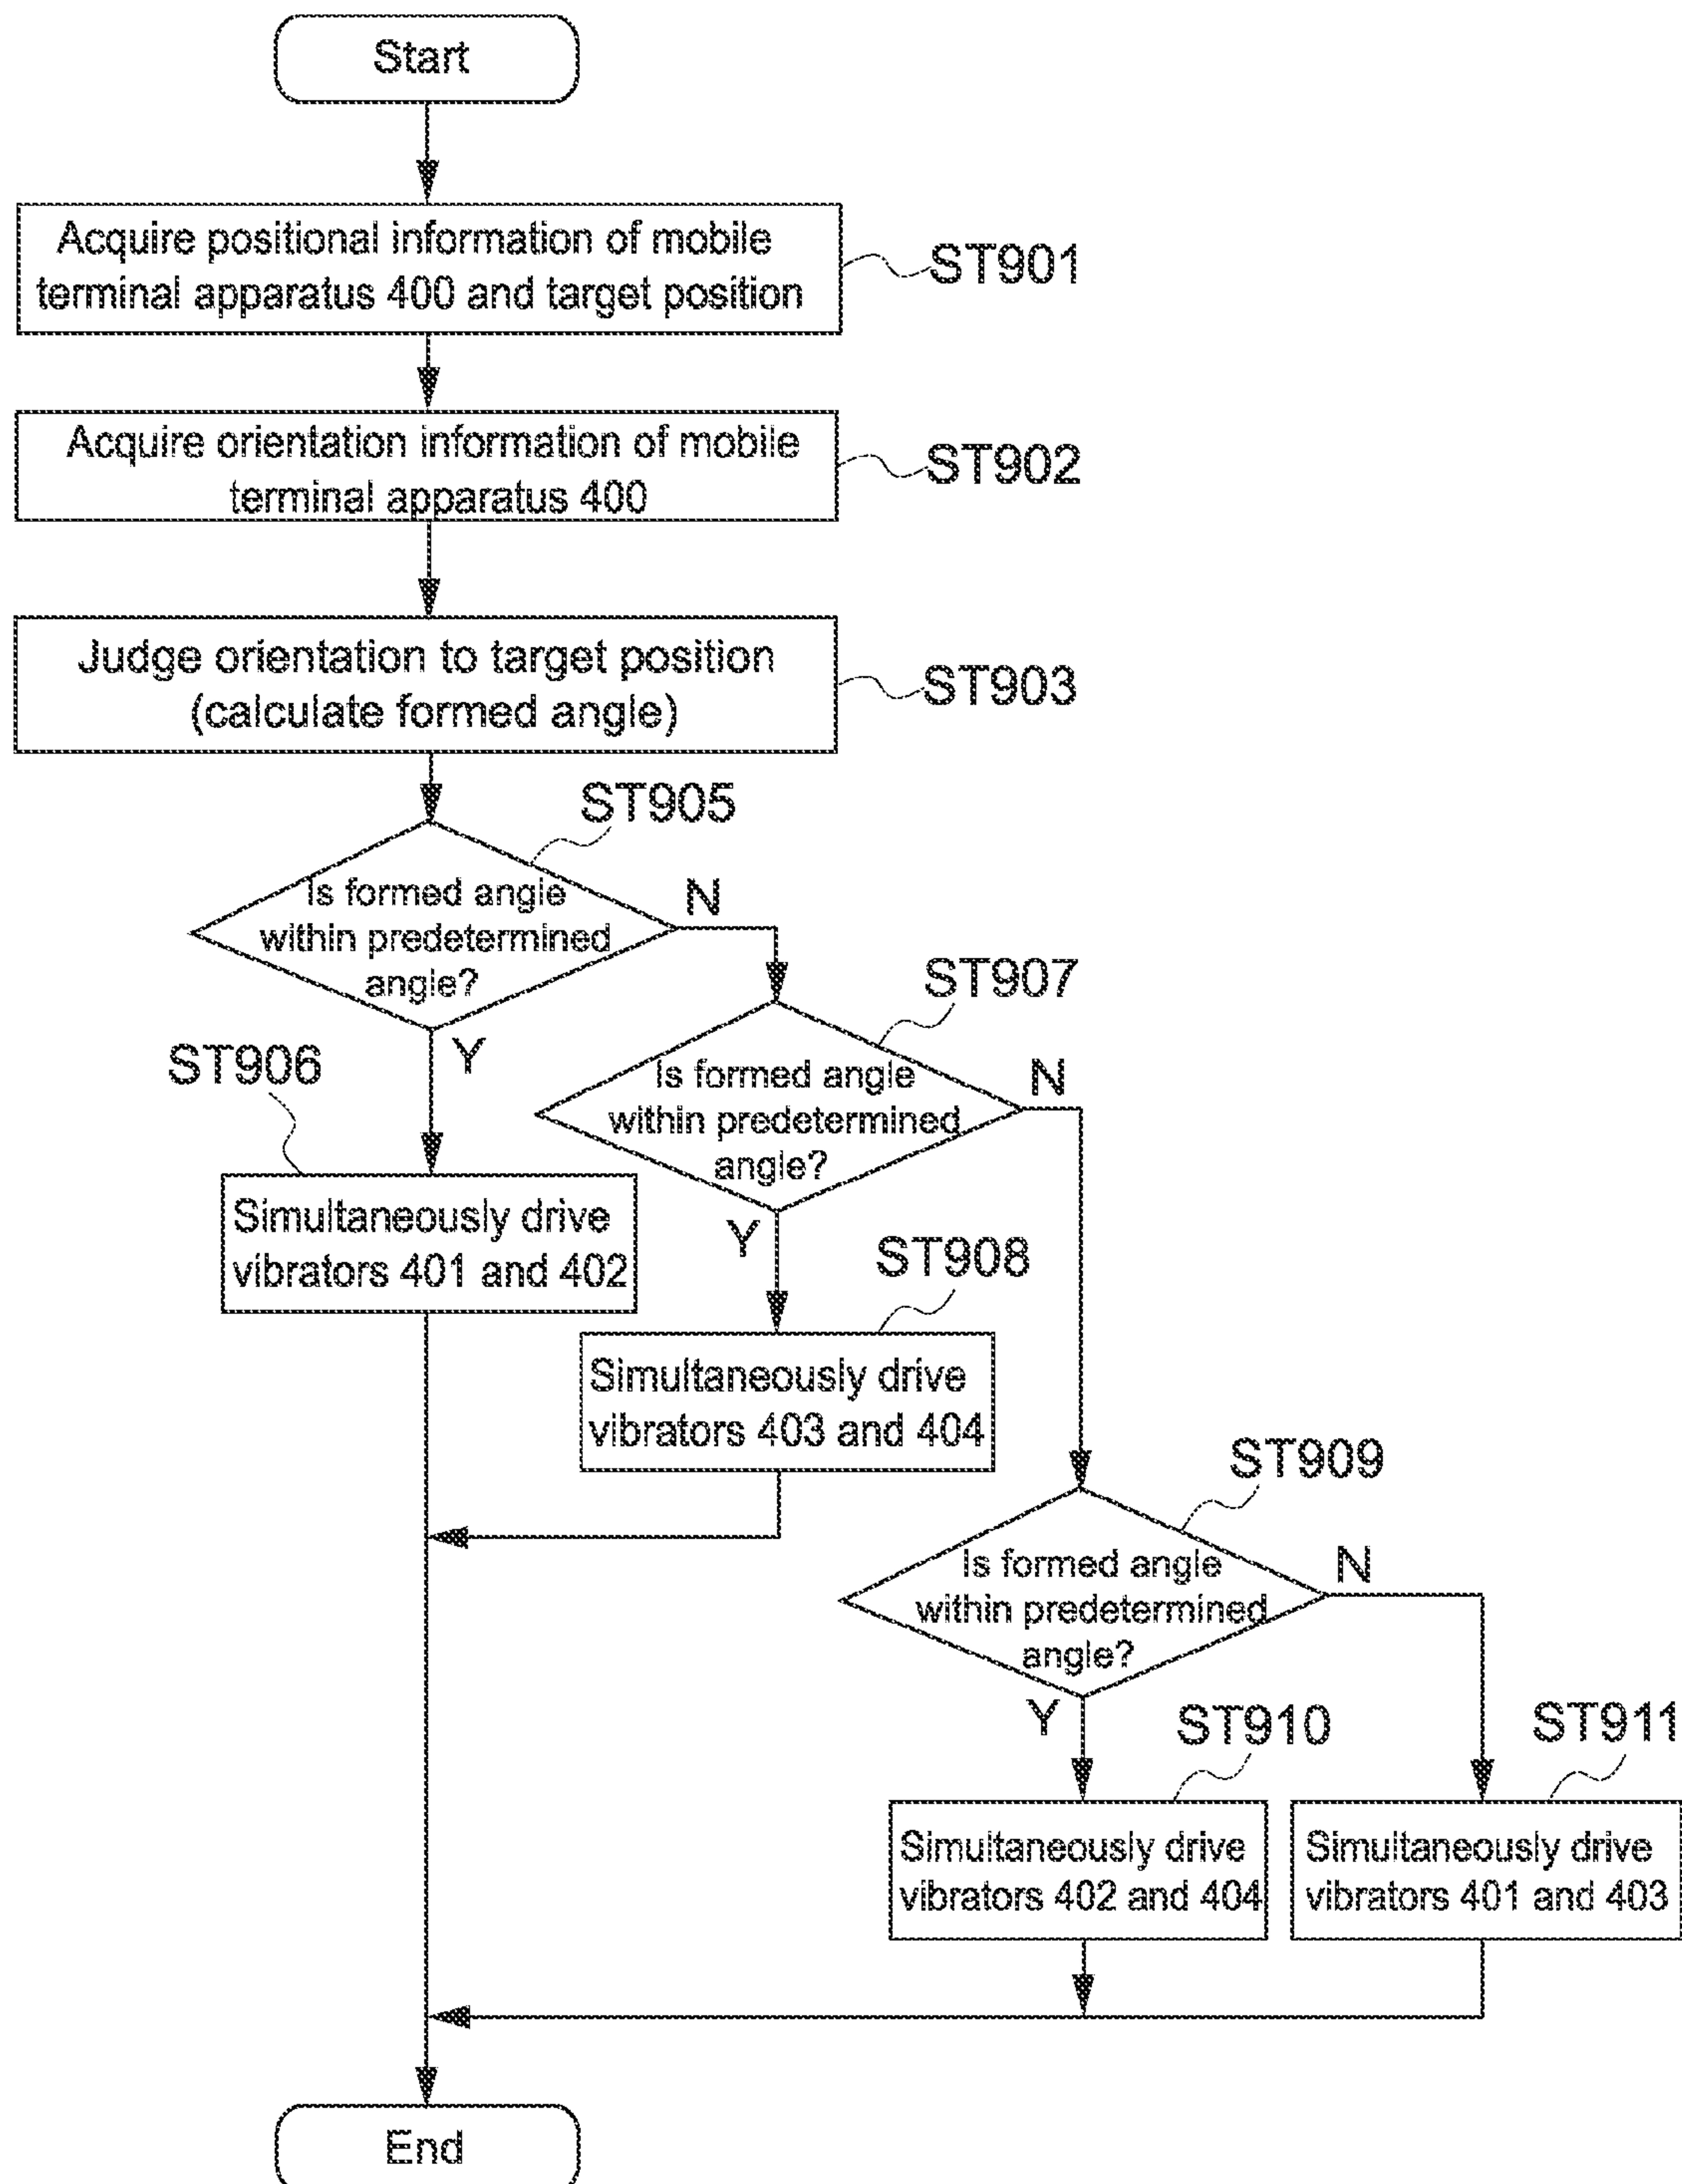 Start
Acquire positional information of mobile
terminal apparatus 400 and target position
ST901
Acquire orientation information of mobile
terminal apparatus 400
ST902
Judge orientation to target position
(calculate formed angle)
ST903
ST905
Is formed angle
within predetermined
angle?
N
Y
ST907
Is formed angle
within predetermined
angle?
N
Y
ST906
Simultaneously drive
vibrators 401 and 402
ST908
Simultaneously drive
vibrators 403 and 404
ST909
Is formed angle
within predetermined
angle?
N
Y
ST910
Simultaneously drive
vibrators 402 and 404
ST911
Simultaneously drive
vibrators 401 and 403
End